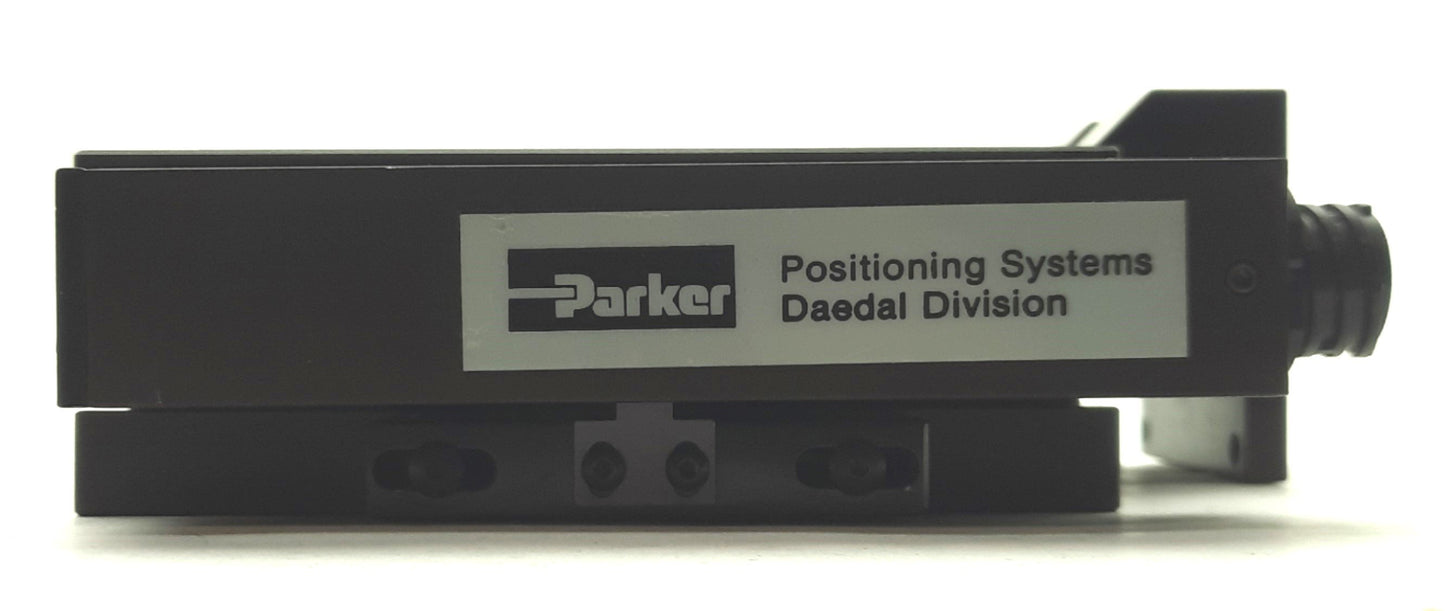 Parker
Positioning Systems
Daedal Division